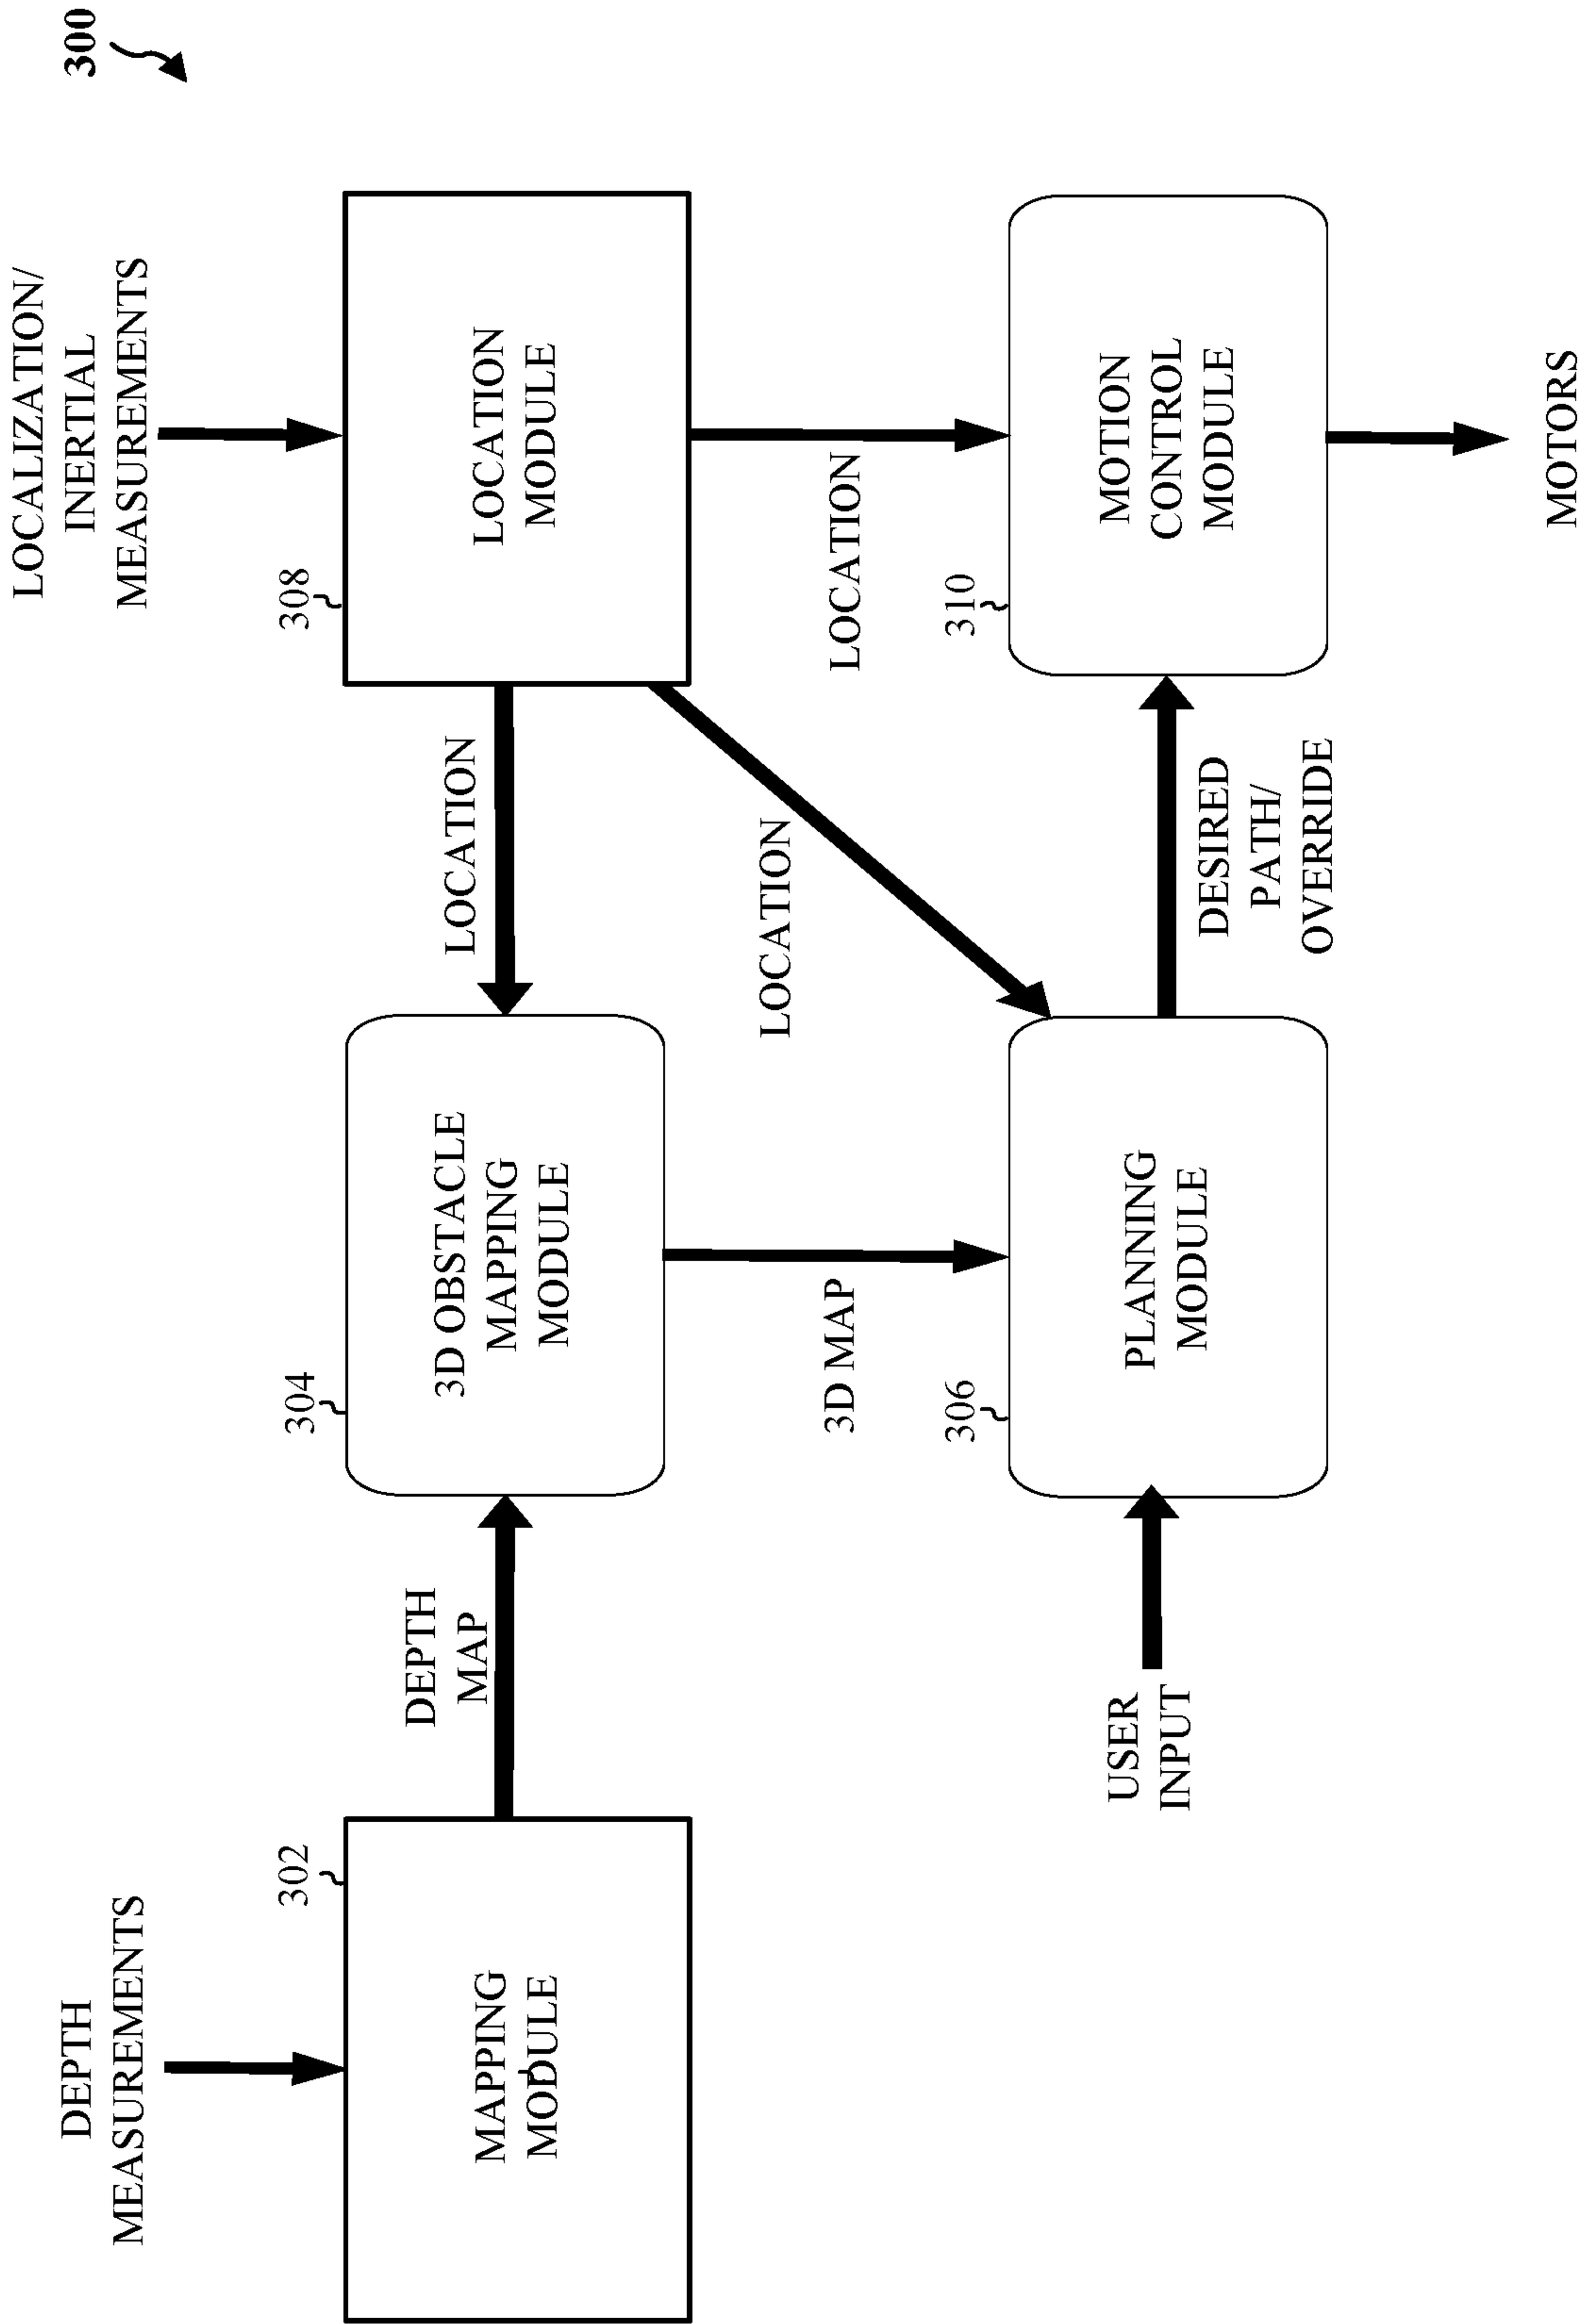 300
DEPTH
MEASUREMENTS
LOCALIZATION/
INERTIAL
MEASUREMENTS
302
304
308
MAPPING
MODULE
DEPTH
MAP
3D OBSTACLE
MAPPING
MODULE
LOCATION
LOCATION
MODULE
3D MAP
LOCATION
LOCATION
306
310
USER
INPUT
PLANNING
MODULE
DESIRED
PATH/
OVERRIDE
MOTION
CONTROL
MODULE
MOTORS